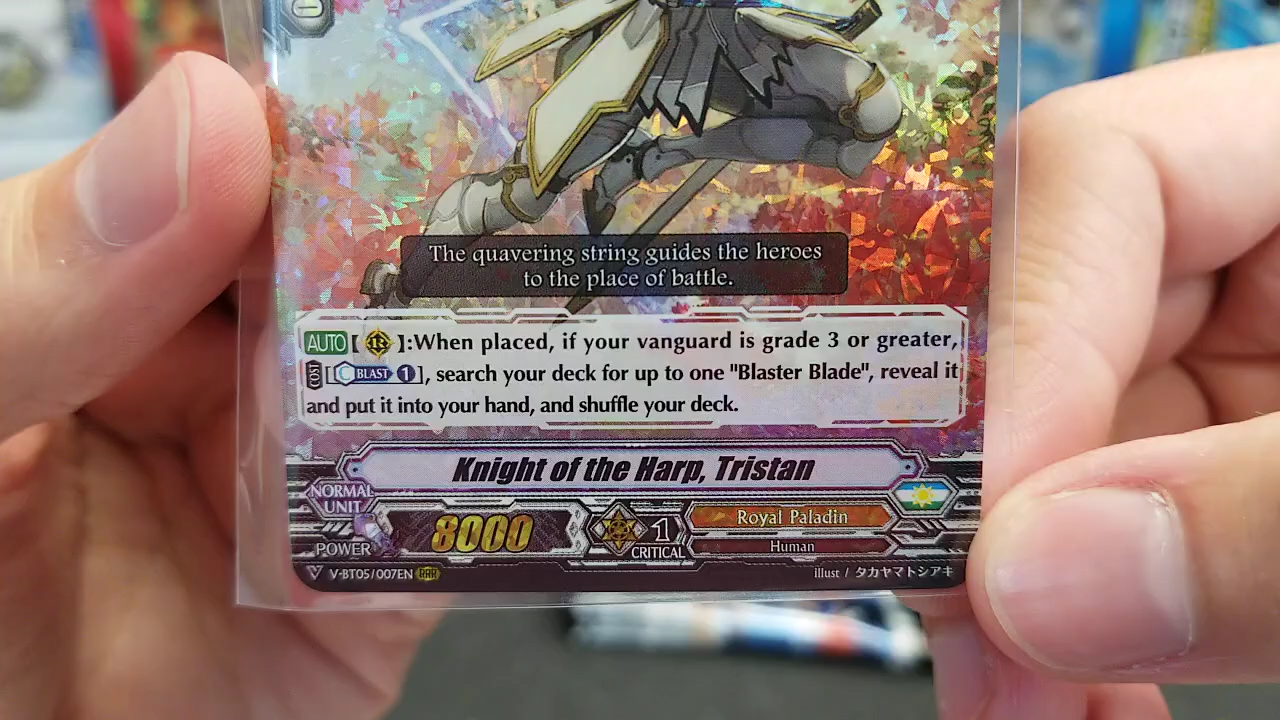 0
The quavering string guides the heroes
to the place of battle.
AUTO【 R 】:When placed, if your vanguard is grade 3 or greater,
COST [C BLAST 1], search your deck for up to one "Blaster Blade", reveal it
and put it into your hand, and shuffle your deck.
Knight of the Harp, Tristan
NORMAL
UNIT
POWER 8000 1 CRITICAL
Royal Paladin
Human
V-BT05/007EN RRR
illust / タカヤマトシアキ